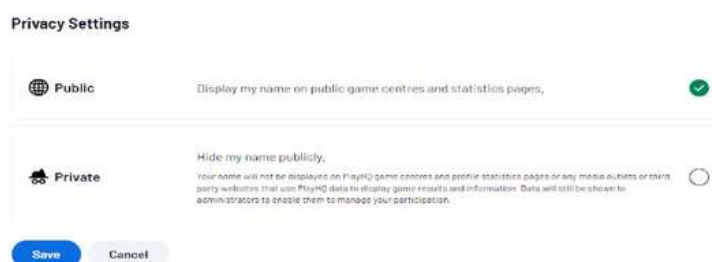 Privacy Settings
Public
Display my name on public game centres and statistics pages,
Private
Hide my name publicly,
Your name will not be displayed on PlayHQ game centres and profile statistics pages or any media outlets or third
party websites that use PlayHQ data to display game results and information. Data will still be shown to
administrators to enable them to manage your participation.
Save Cancel